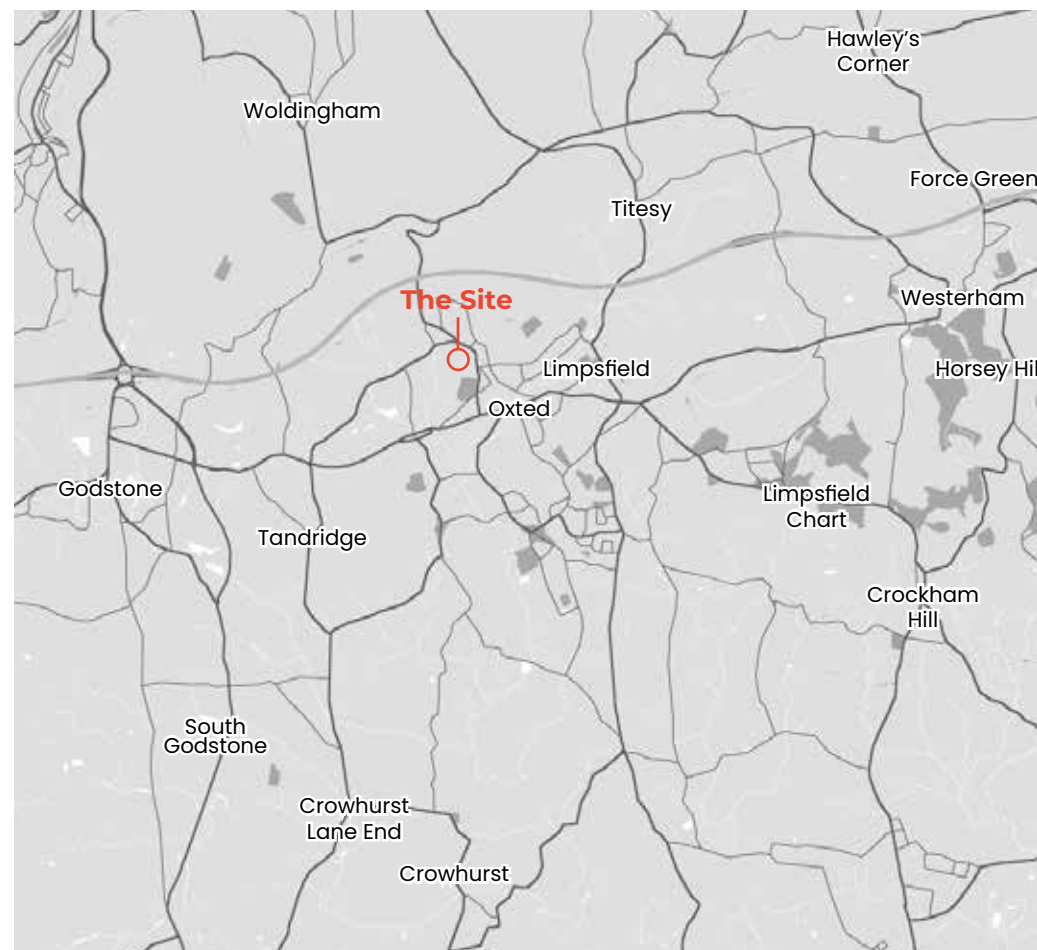 Hawley’s
Corner
Woldingham
Force Green
Titesy
The Site
Westerham
Limpsfield
Horsey Hil
Oxted
Godstone
Limpsfield
Chart
Tandridge
Crockham
Hill
South
Godstone
Crowhurst
Lane End
Crowhurst